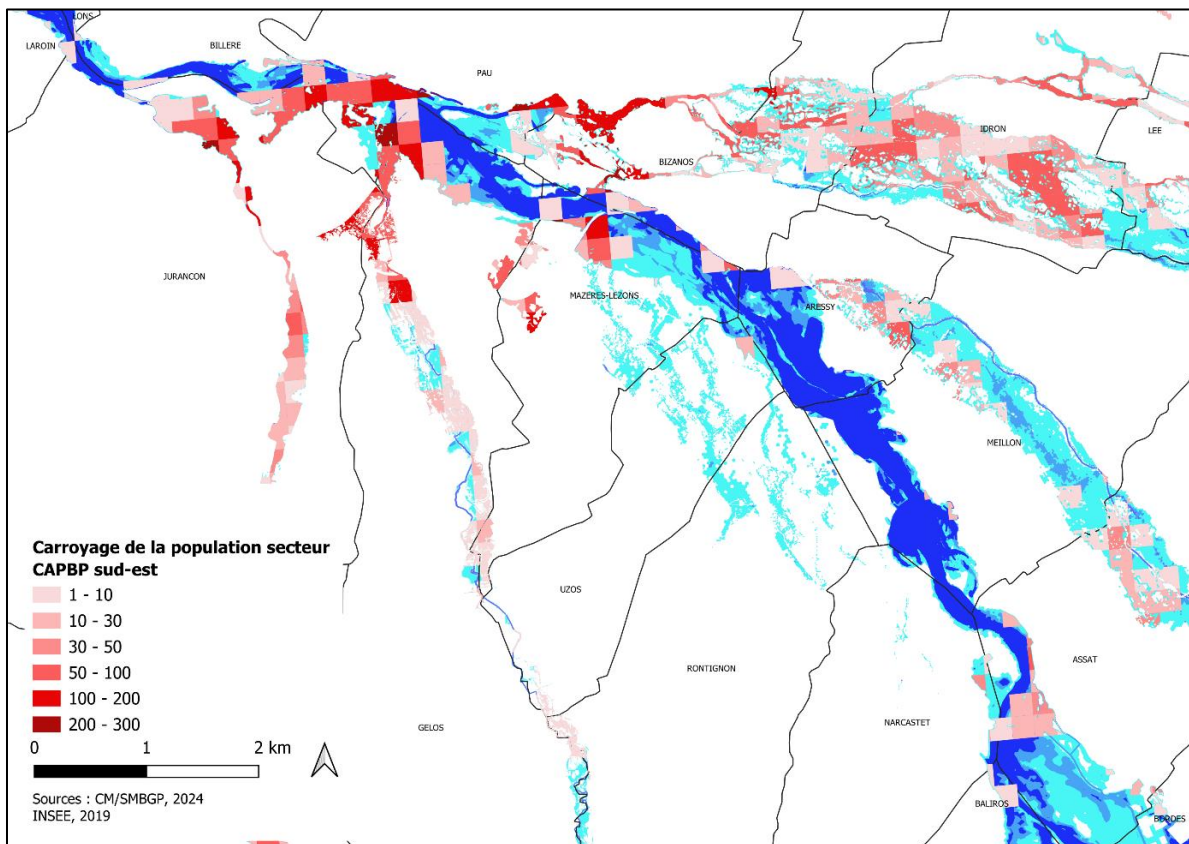 LONS
LAROIN
BILLERE
PAU
IDRON
LEE
BIZANOS
JURANCON
MAZERES-LEZONS
ARESSY
MEILLON
Carroyage de la population secteur
CAPBP sud-est
1 - 10
10 - 30
30 - 50
50 - 100
100 - 200
200 - 300
0 1 2 km
Sources : CM/SMBGP, 2024
INSEE, 2019
UZOS
RONTIGNON
ASSAT
GELOS
NARCASTET
BALIROS
BORDES